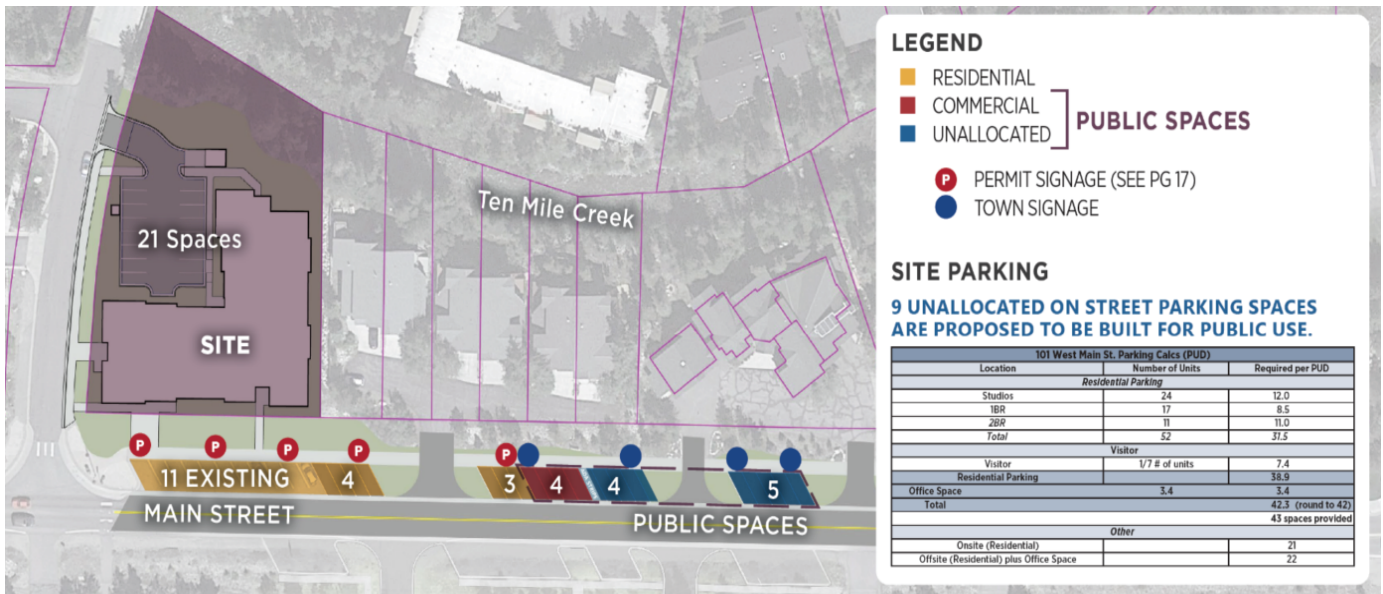 21 Spaces
SITE
Ten Mile Creek
P
P
P
P
P
11 EXISTING
4
3
4
4
5
MAIN STREET
PUBLIC SPACES
LEGEND
RESIDENTIAL
COMMERCIAL
UNALLOCATED
PUBLIC SPACES
P PERMIT SIGNAGE (SEE PG 17)
TOWN SIGNAGE
SITE PARKING
9 UNALLOCATED ON STREET PARKING SPACES
ARE PROPOSED TO BE BUILT FOR PUBLIC USE.
101 West Main St. Parking Calcs (PUD)
Location Number of Units Required per PUD
Residential Parking
Studios 24 12.0
1BR 17 8.5
2BR 11 11.0
Total 52 31.5
Visitor
Visitor 1/7 # of units 7.4
Residential Parking 38.9
Office Space 3.4 3.4
Total 42.3 (round to 42)
43 spaces provided
Other
Onsite (Residential) 21
Offsite (Residential) plus Office Space 22